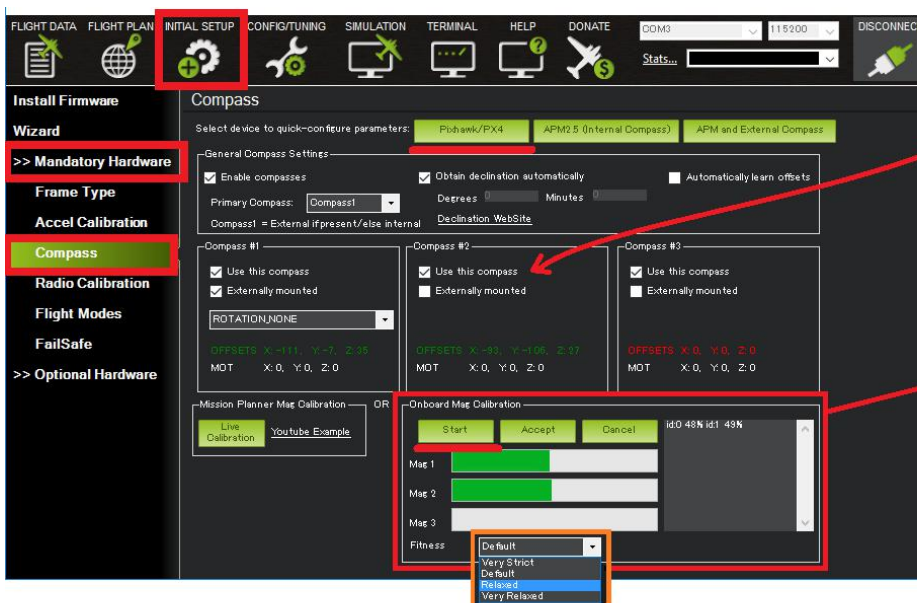 FLIGHT DATA FLIGHT PLAN INITIAL SETUP CONFIG/TUNING SIMULATION TERMINAL HELP DONATE COM3 115200 DISCONNEC
Stats...
Install Firmware
Wizard
>> Mandatory Hardware
Frame Type
Accel Calibration
Compass
Radio Calibration
Flight Modes
FailSafe
>> Optional Hardware
Compass
Select device to quick-configure parameters: Pixhawk/PX4 APM2.5 (Internal Compass) APM and External Compass
General Compass Settings
Enable compasses Obtain declination automatically Automatically learn offsets
Primary Compass: Compass1 Degrees 0 Minutes 0
Compass1 = External if present/else internal Declination WebSite
Compass #1 Compass #2 Compass #3
Use this compass Use this compass Use this compass
Externally mounted Externally mounted Externally mounted
ROTATION_NONE
OFFSETS X: -111, Y: -7, Z: 35 OFFSETS X: -93, Y: -106, Z: 27 OFFSETS X: 0, Y: 0, Z: 0
MOT X: 0, Y: 0, Z: 0 MOT X: 0, Y: 0, Z: 0 MOT X: 0, Y: 0, Z: 0
Mission Planner Mag Calibration OR Onboard Mag Calibration
Live Calibration Youtube Example Start Accept Cancel id:0 48% id:1 49%
Mag 1
Mag 2
Mag 3
Fitness Default
Very Strict
Default
Relaxed
Very Relaxed